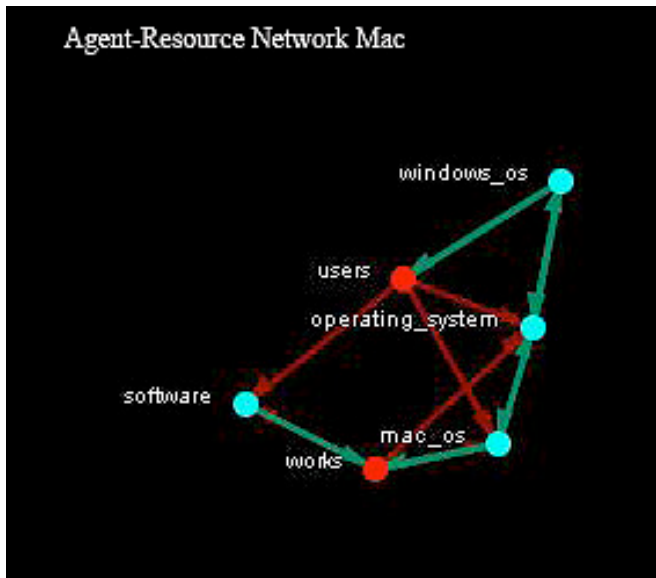 Agent-Resource Network Mac
windows_os
users
operating_system
software
mac_os
works